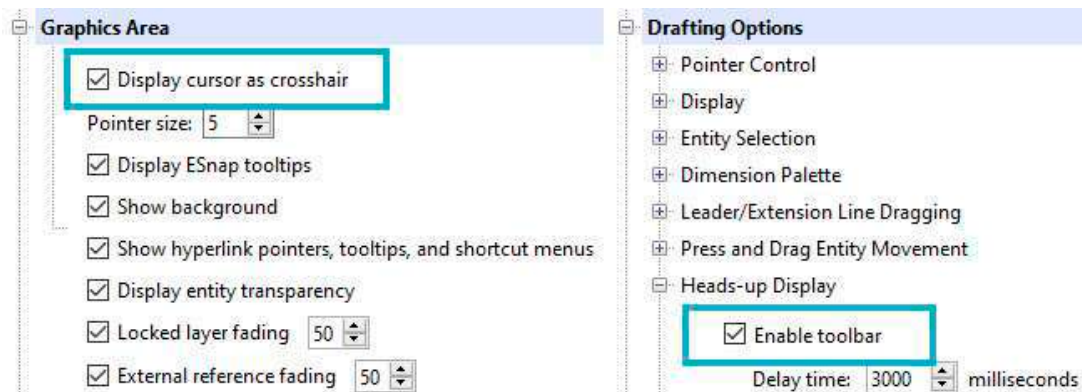 Graphics Area
Display cursor as crosshair
Pointer size: 5
Display ESnap tooltips
Show background
Show hyperlink pointers, tooltips, and shortcut menus
Display entity transparency
Locked layer fading 50
External reference fading 50
Drafting Options
Pointer Control
Display
Entity Selection
Dimension Palette
Leader/Extension Line Dragging
Press and Drag Entity Movement
Heads-up Display
Enable toolbar
Delay time: 3000 milliseconds